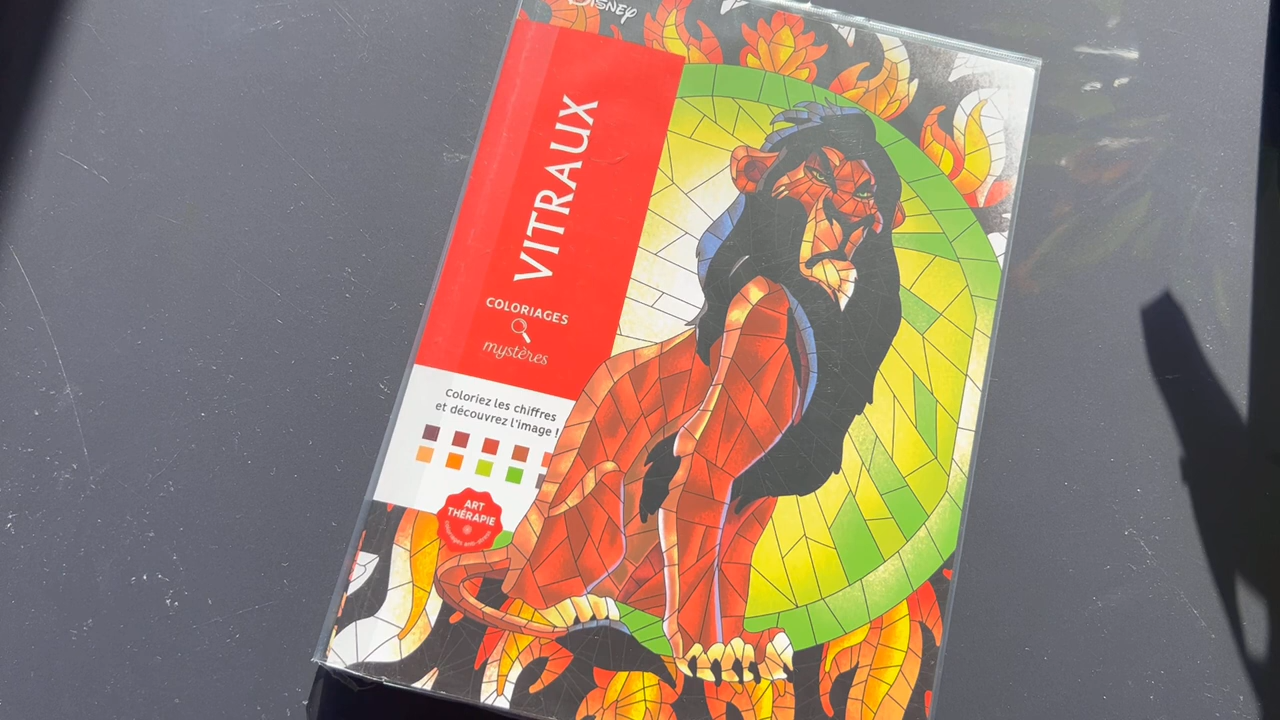 Disney
VITRAUX
COLORIAGES
mystères
Coloriez les chiffres
et découvrez l'image !
ART
THÉRAPIE